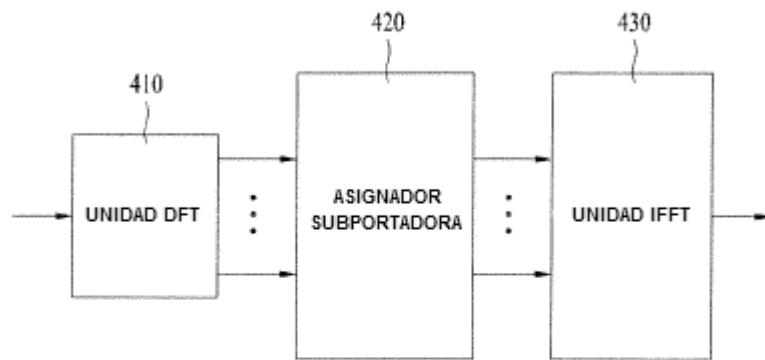 410
420
430
UNIDAD DFT
ASIGNADOR
SUBPORTADORA
UNIDAD IFFT